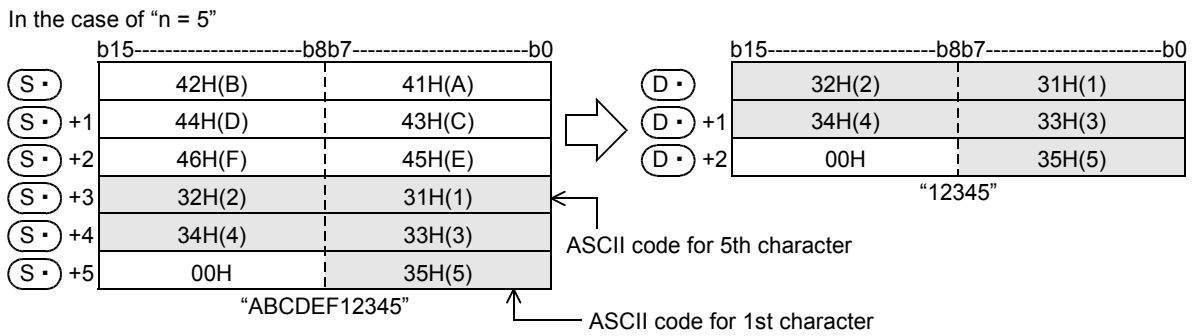 In the case of “n = 5”
b15-----------------------b8b7------------------------b0
b15-----------------------b8b7------------------------b0
S· 42H(B) 41H(A)
D· 32H(2) 31H(1)
S· +1 44H(D) 43H(C)
D· +1 34H(4) 33H(3)
S· +2 46H(F) 45H(E)
D· +2 00H 35H(5)
S· +3 32H(2) 31H(1)
“12345”
S· +4 34H(4) 33H(3)
ASCII code for 5th character
S· +5 00H 35H(5)
“ABCDEF12345”
ASCII code for 1st character